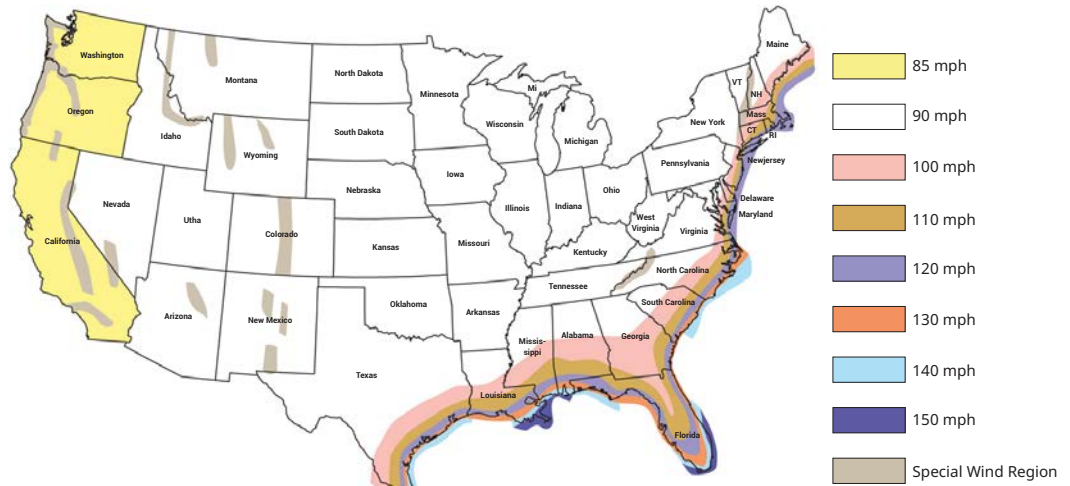 Washington
Montana
North Dakota
Minnesota
Maine
VT
NH
Oregon
Idaho
Wyoming
South Dakota
Wisconsin
Mi
Michigan
New York
Mass
CT
RI
Nevada
Utha
Colorado
Nebraska
Iowa
Illinois
Indiana
Ohio
Pennsylvania
Newjersey
Delaware
Maryland
West
Virginia
Virginia
California
Kansas
Missouri
Kentucky
Arizona
New Mexico
Oklahoma
Arkansas
Tennessee
North Carolina
South Carolina
Texas
Louisiana
Missis-
sippi
Alabama
Georgia
Florida
85 mph
90 mph
100 mph
110 mph
120 mph
130 mph
140 mph
150 mph
Special Wind Region